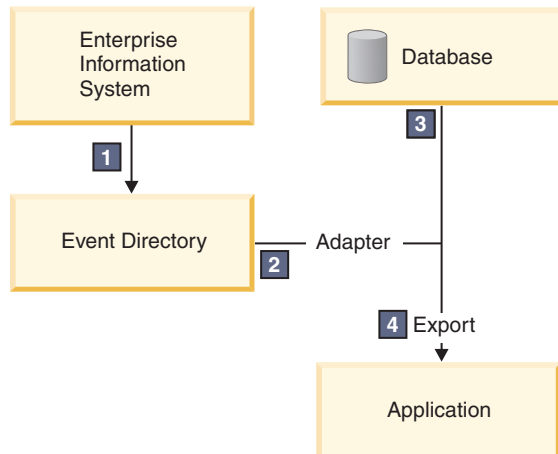 Enterprise
Information
System
Database
1
3
Event Directory
Adapter
2
4 Export
Application